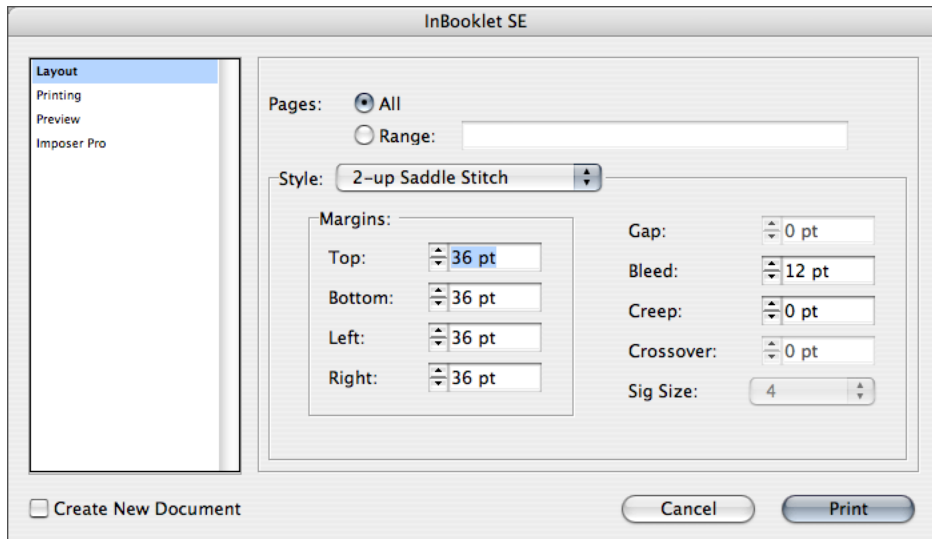 InBooklet SE
Layout
Printing
Preview
Imposer Pro
Pages: All
Range:
Style: 2-up Saddle Stitch
Margins:
Top: 36 pt
Bottom: 36 pt
Left: 36 pt
Right: 36 pt
Gap: 0 pt
Bleed: 12 pt
Creep: 0 pt
Crossover: 0 pt
Sig Size: 4
Create New Document
Cancel Print